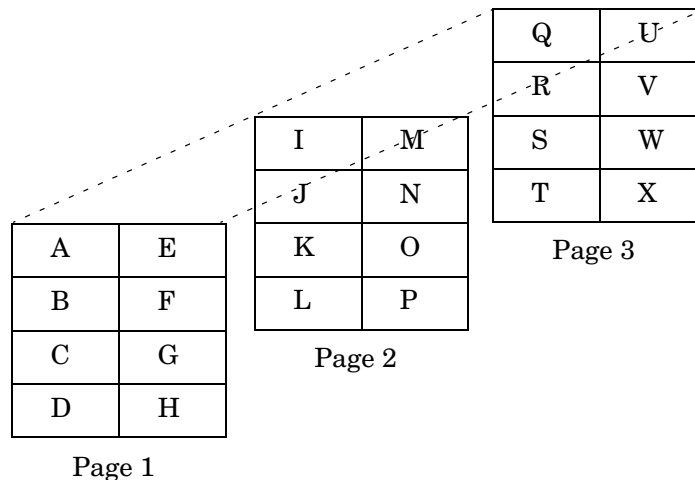 A E
B F
C G
D H
Page 1
I M
J N
K O
L P
Page 2
Q U
R V
S W
T X
Page 3